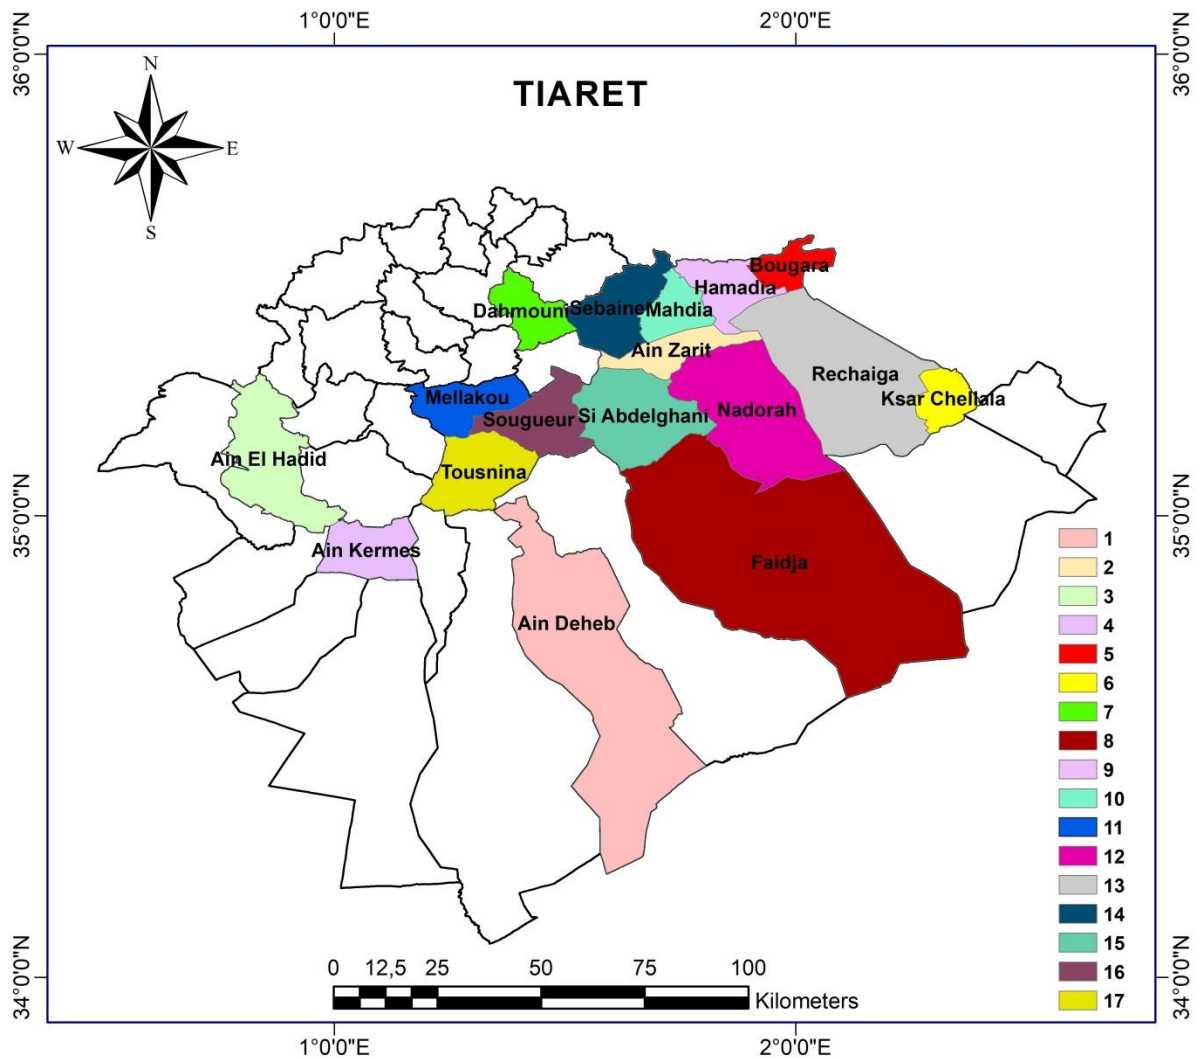 1°0'0"E
2°0'0"E
36°0'0"N
36°0'0"N
N
W
E
S
TIARET
Bougara
Hamadia
Dahmouni
Sebaine
Mahdia
Ain Zarit
Rechaiga
Mellakou
Ksar Chellala
Sougueur
Si Abdelghani
Nadorah
Ain El Hadid
Tousnina
35°0'0"N
35°0'0"N
Ain Kermes
Faidja
Ain Deheb
1
2
3
4
5
6
7
8
9
10
11
12
13
14
15
16
17
0 12,5 25 50 75 100
Kilometers
34°0'0"N
34°0'0"N
1°0'0"E
2°0'0"E